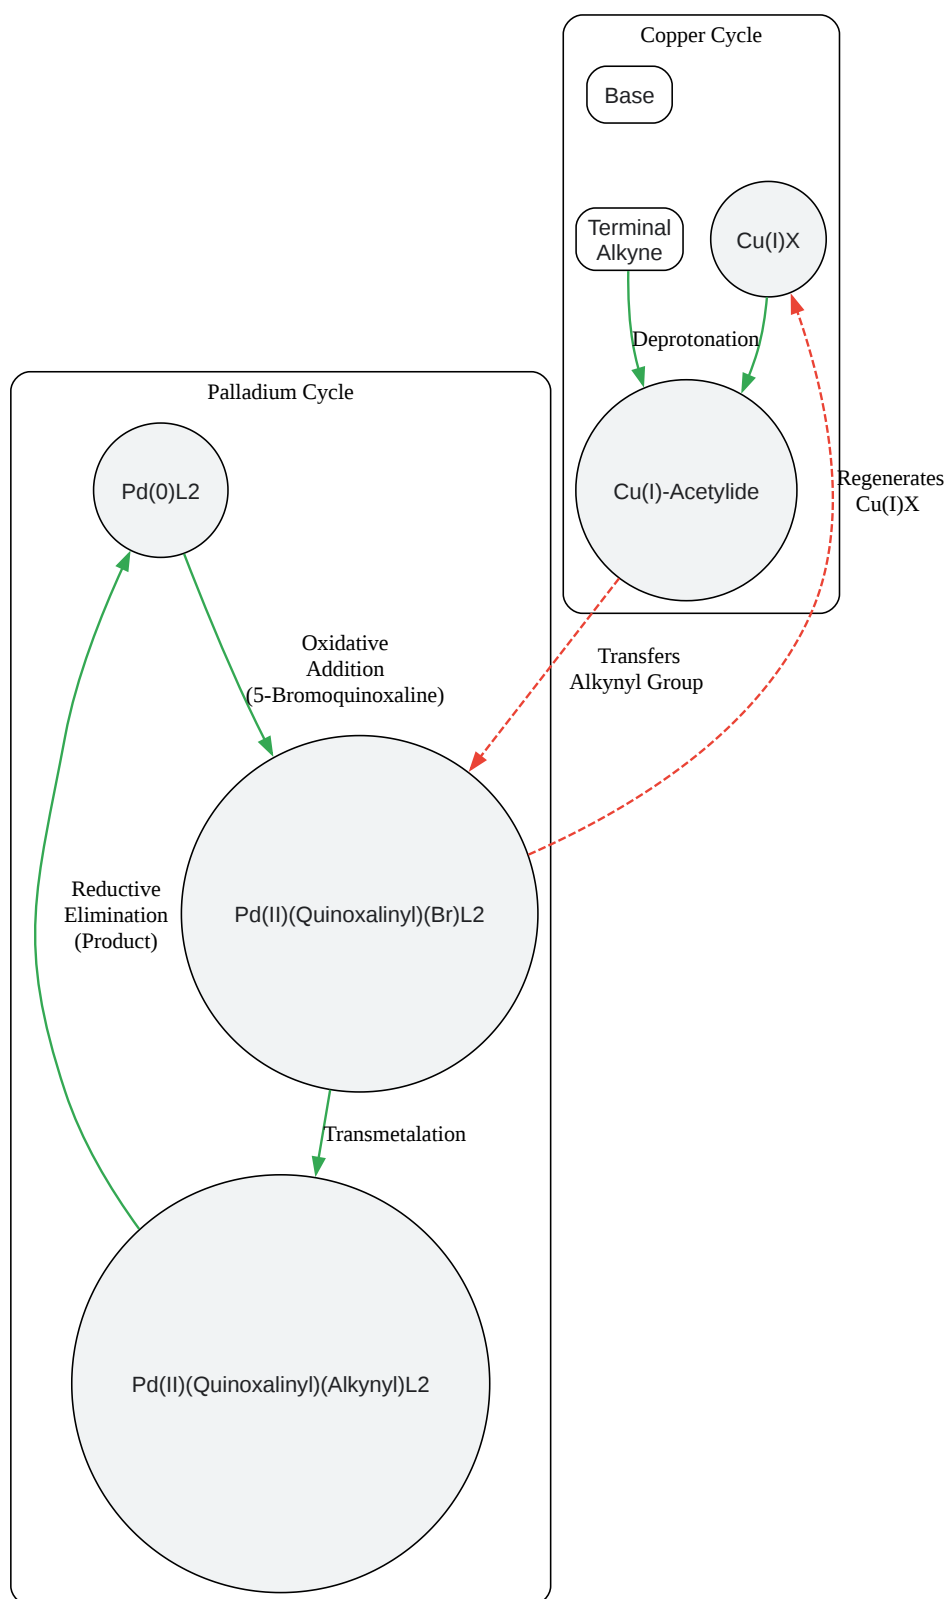 Copper Cycle
Base
Terminal
Alkyne
Cu(I)X
Deprotonation
Palladium Cycle
Pd(0)L2
Cu(I)-Acetylide
Regenerates
Cu(I)X
Oxidative
Addition
(5-Bromoquinoxaline)
Transfers
Alkynyl Group
Reductive
Elimination
(Product)
Pd(II)(Quinoxalinyl)(Br)L2
Transmetalation
Pd(II)(Quinoxalinyl)(Alkynyl)L2